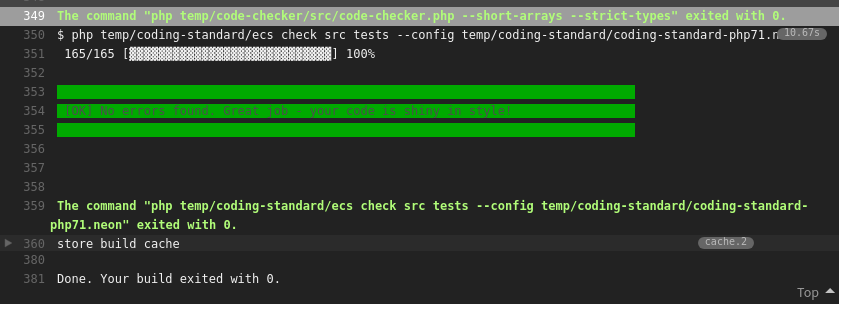 349 The command "php temp/code-checker/src/code-checker.php --short-arrays --strict-types" exited with 0.
350 $ php temp/coding-standard/ecs check src tests --config temp/coding-standard/coding-standard-php71.n 10.67s
351 165/165 [▓▓▓▓▓▓▓▓▓▓▓▓▓▓▓▓▓▓▓▓▓▓▓▓▓▓▓▓] 100%
352
353
354 [OK] No errors found. Great job - your code is shiny in style!
355
356
357
358
359 The command "php temp/coding-standard/ecs check src tests --config temp/coding-standard/coding-standard-
php71.neon" exited with 0.
360 store build cache cache.2
380
381 Done. Your build exited with 0.
Top